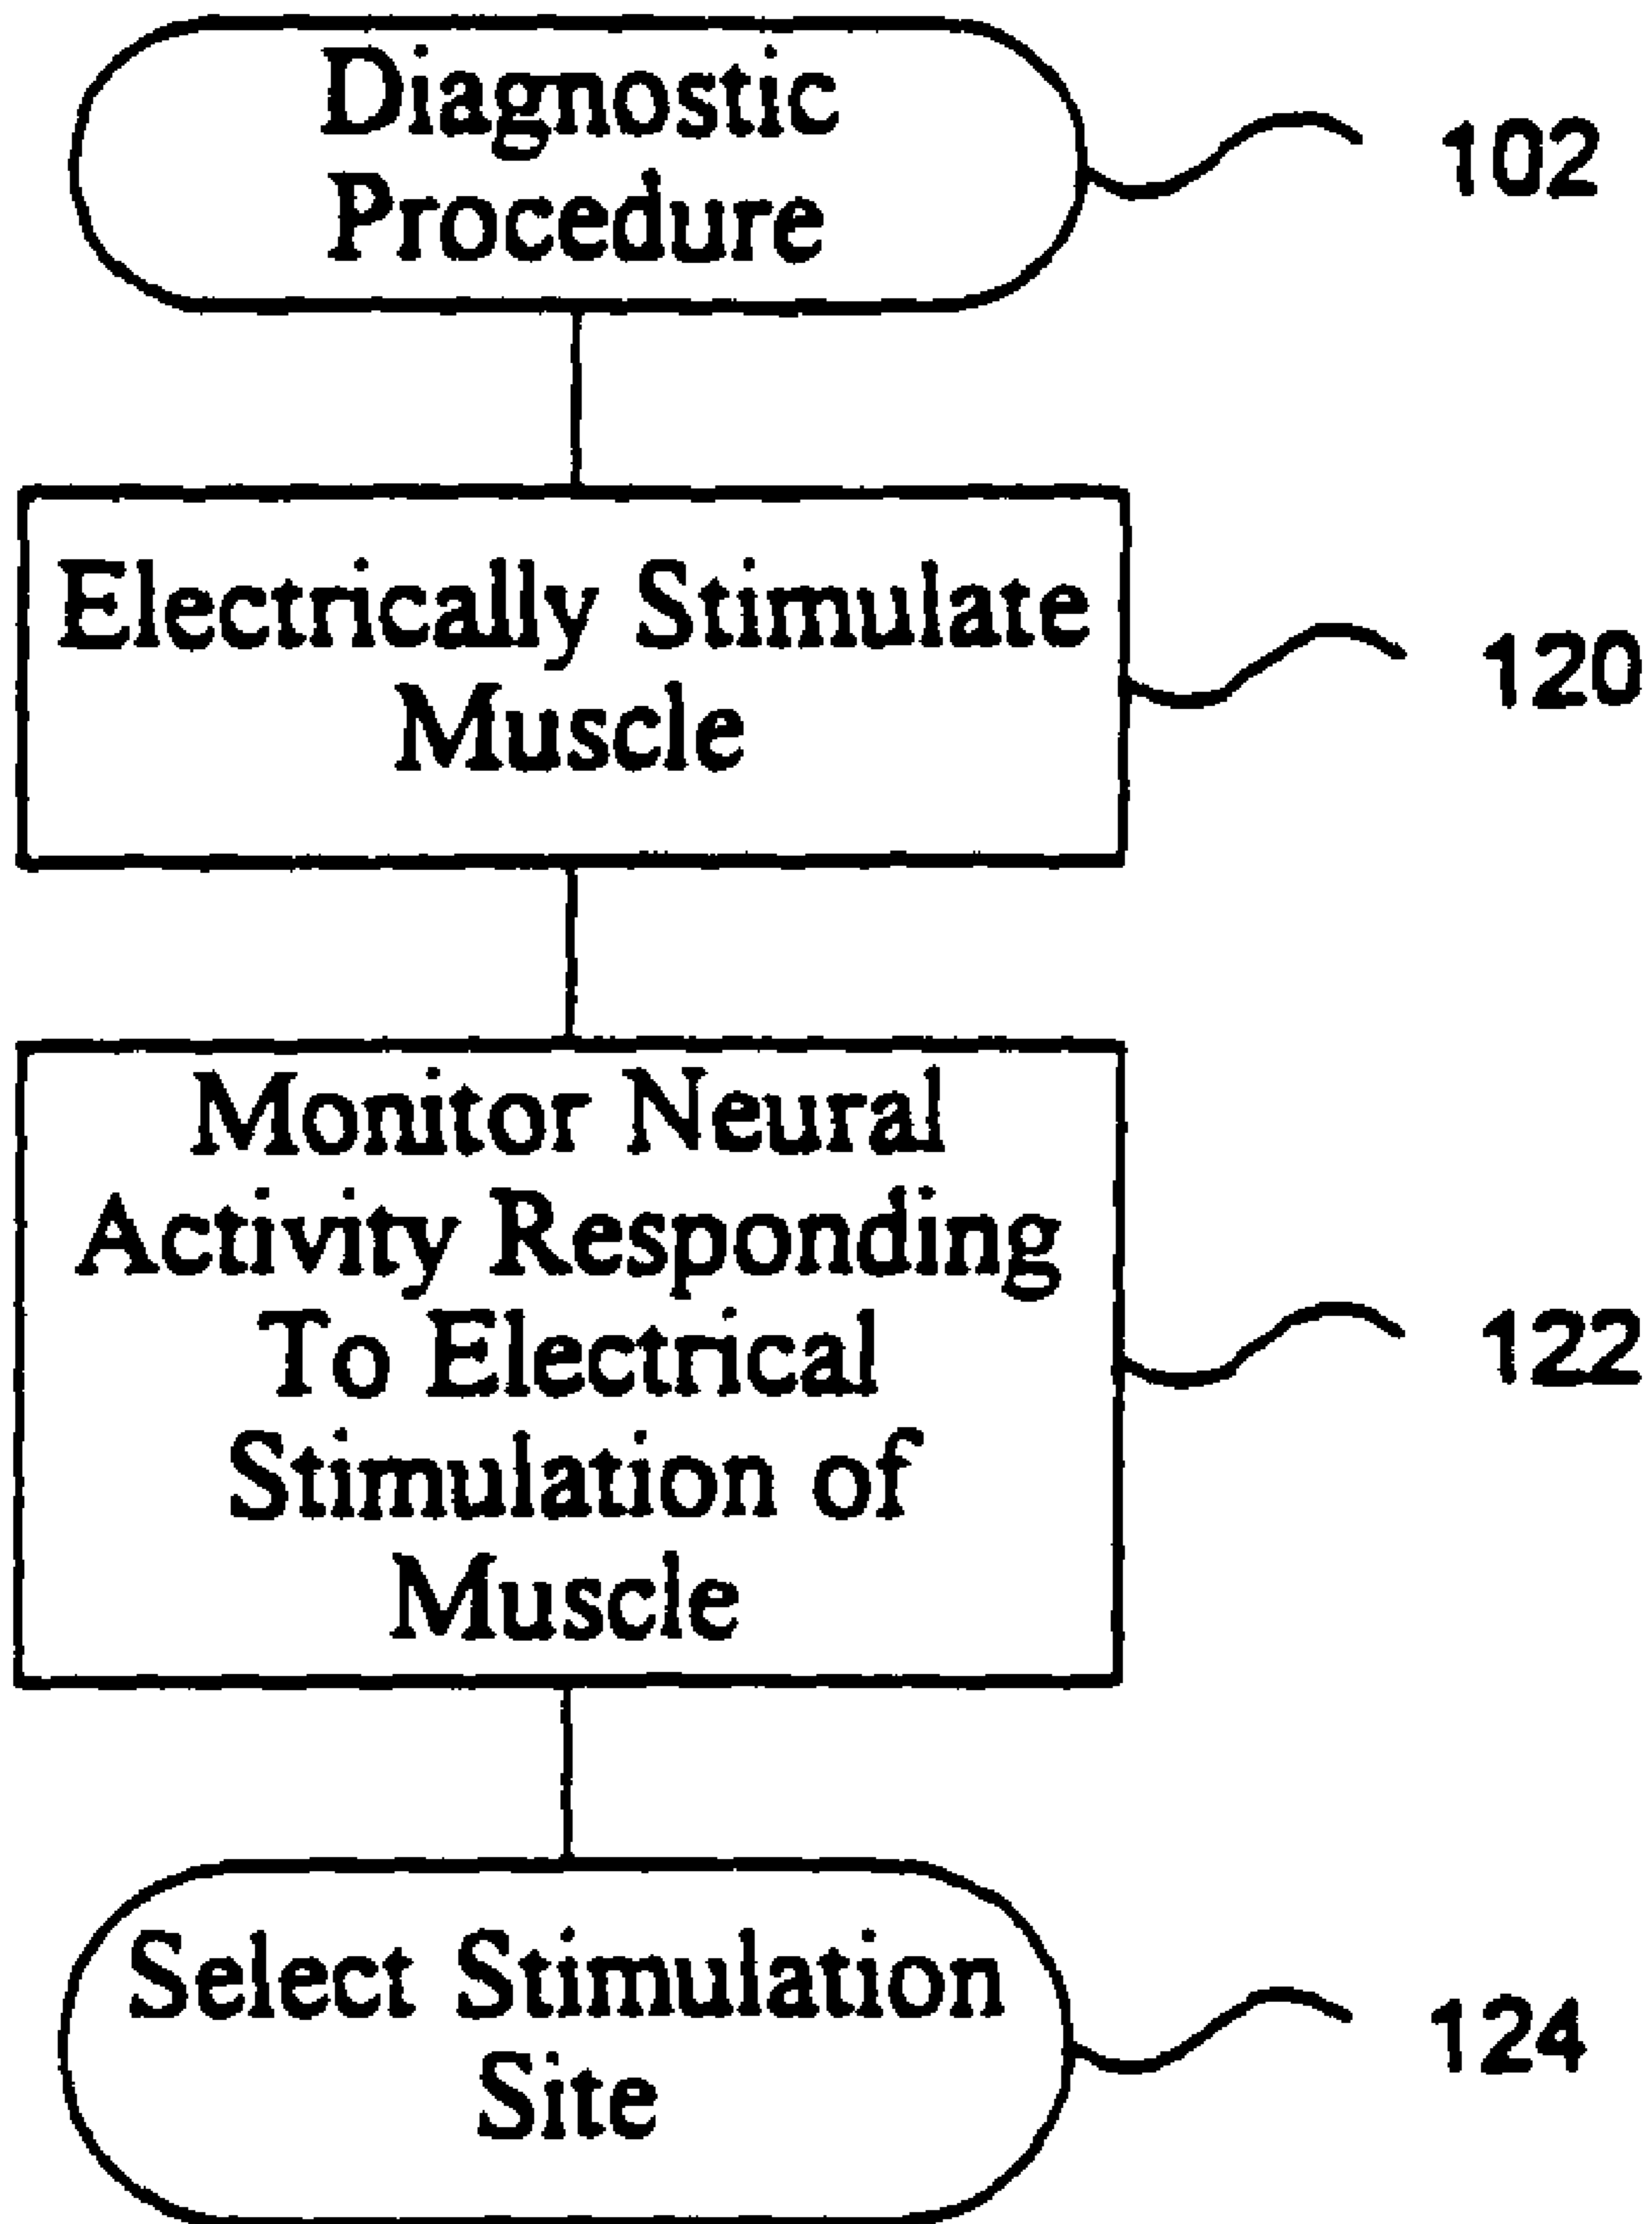 Diagnostic
Procedure
102
Electrically Stimulate
Muscle
120
Monitor Neural
Activity Responding
To Electrical
Stimulation of
Muscle
122
Select Stimulation
Site
124